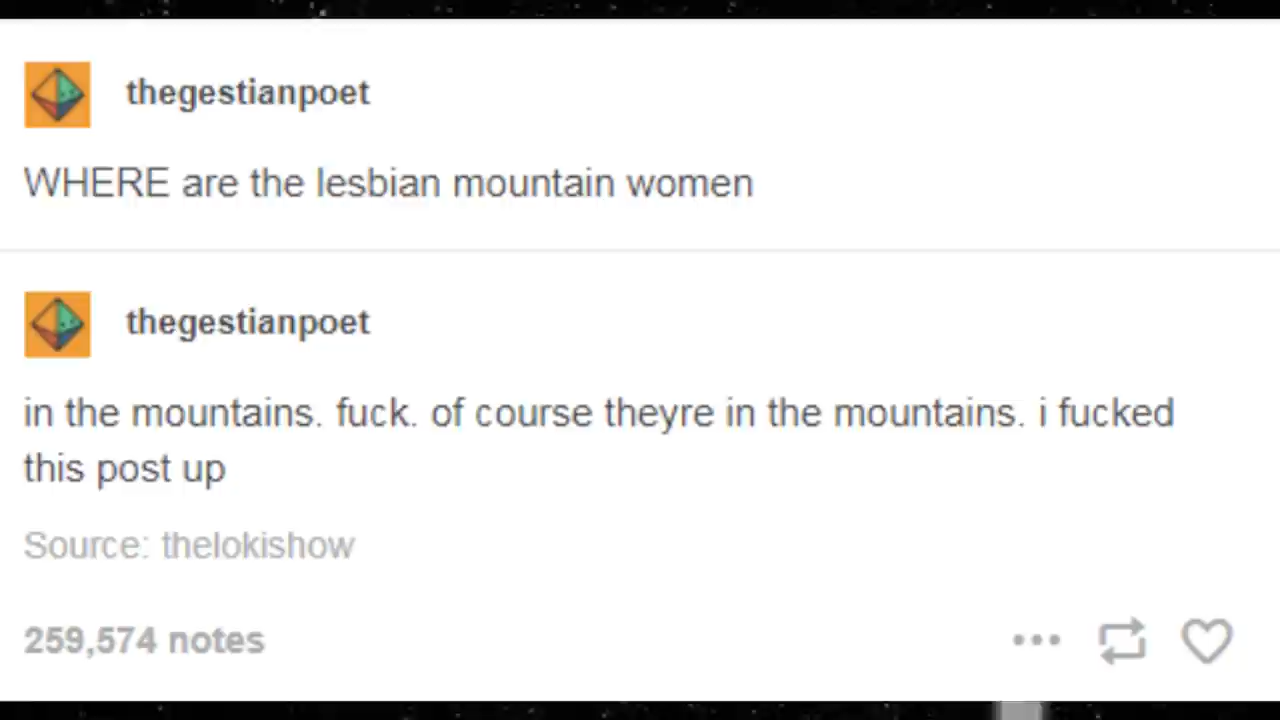 thegestianpoet
WHERE are the lesbian mountain women
thegestianpoet
in the mountains. fuck. of course theyre in the mountains. i fucked
this post up
Source: thelokishow
259,574 notes